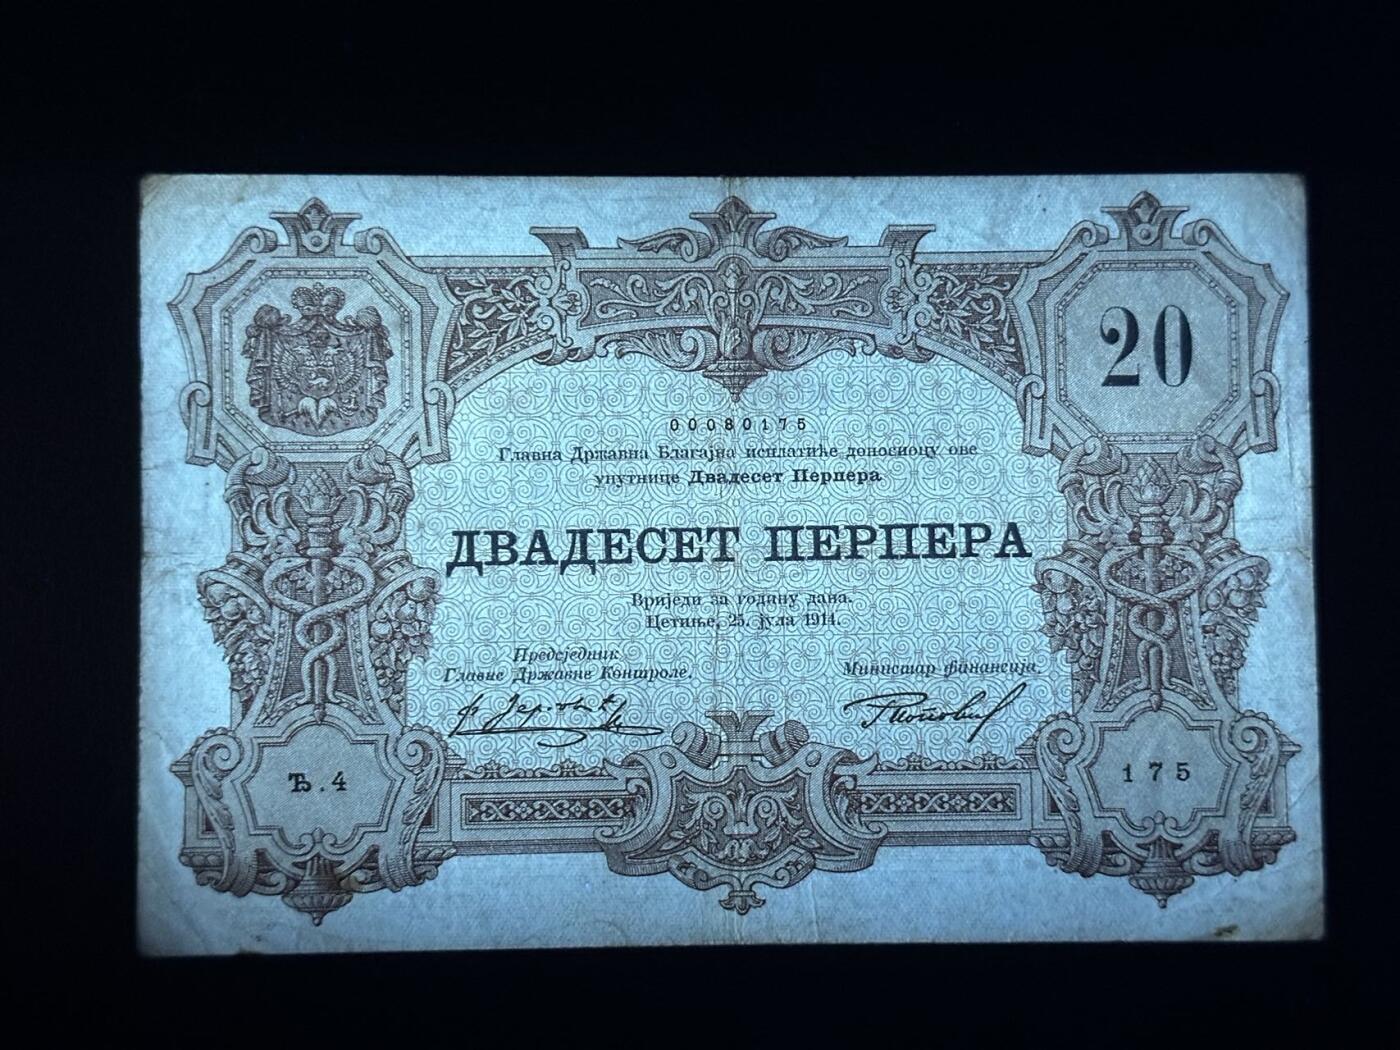 20
00080175
Главна Државна Благајна исплатиће доносиоцу ове
упутнице Двадесет Перпера
ДВАДЕСЕТ ПЕРПЕРА
Вриједи за годину дана.
Цетиње, 25. јула 1914.
Предсједник
Главне Државне Контроле.
Министар финансија.
Ђ.4
175